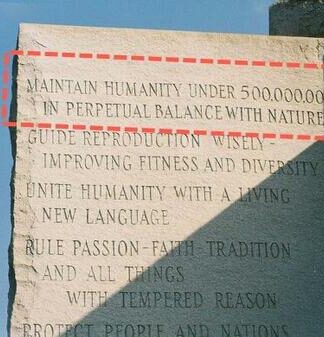 MAINTAIN HUMANITY UNDER 500.000.00
IN PERPETUAL BALANCE WITH NATURE
GUIDE REPRODUCTION WISELY-
IMPROVING FITNESS AND DIVERSITY
UNITE HUMANITY WITH A LIVING
NEW LANGUAGE
RULE PASSION-FAITH-TRADITION
AND ALL THINGS
WITH TEMPERED REASON
PROTECT PEOPLE AND NATIONS